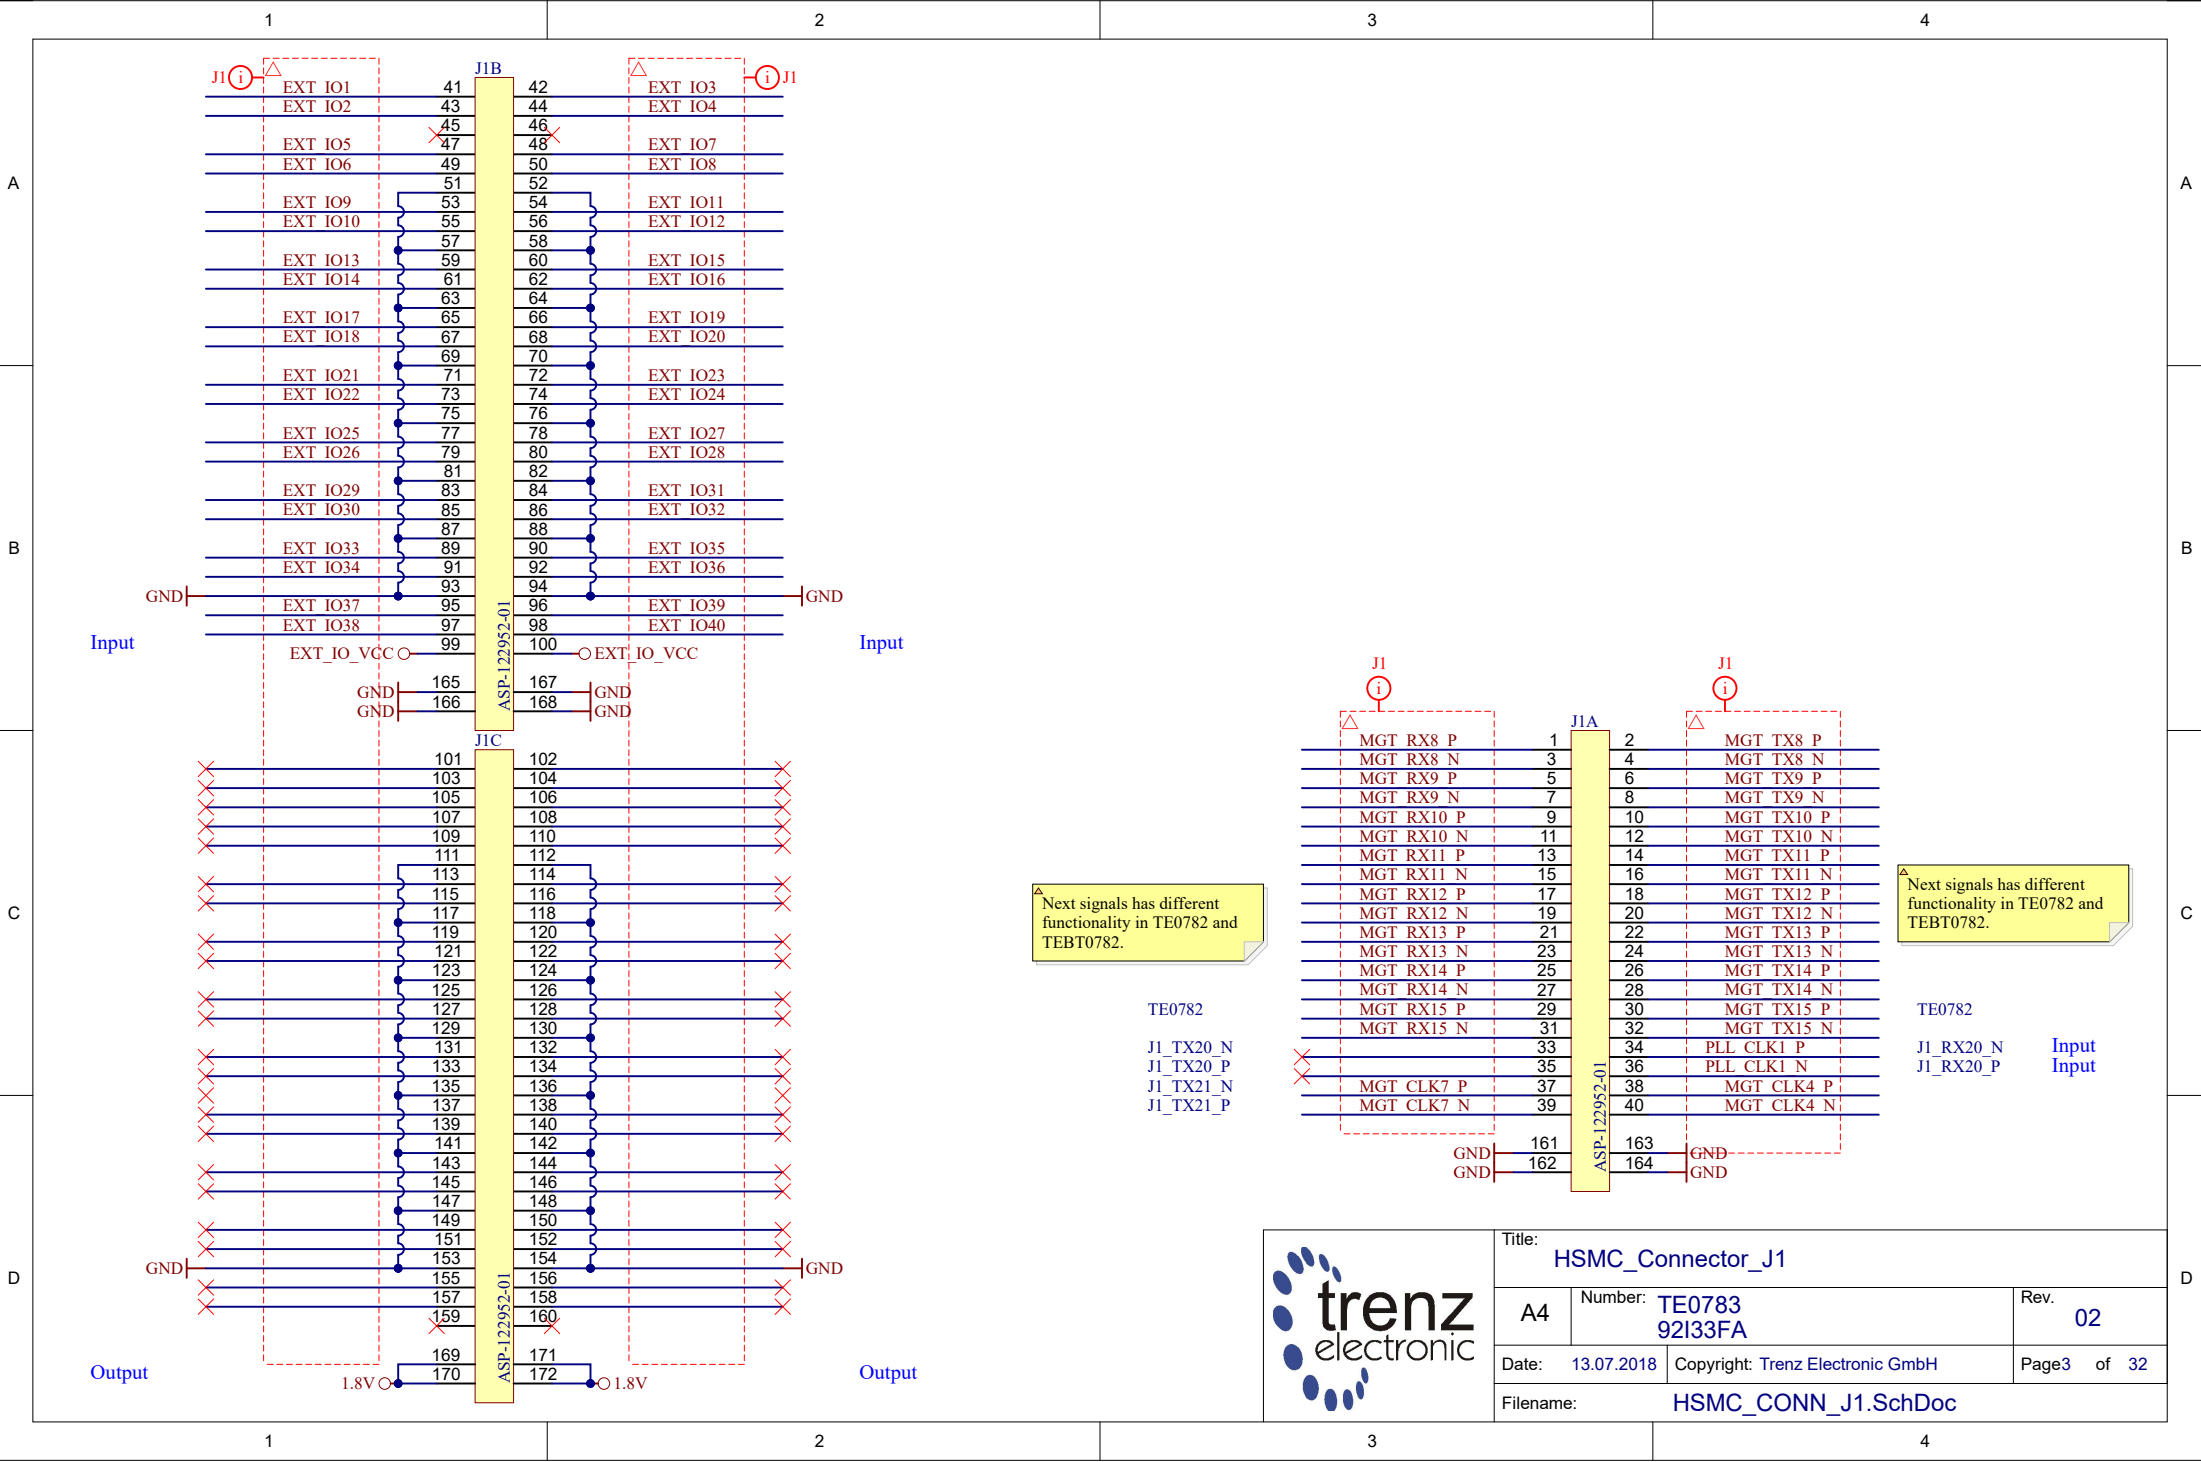 1 2 3 4
J1 i J1B i J1
EXT_IO1 41 42 EXT_IO3
EXT_IO2 43 44 EXT_IO4
45 46
EXT_IO5 47 48 EXT_IO7
EXT_IO6 49 50 EXT_IO8
A 51 52 A
EXT_IO9 53 54 EXT_IO11
EXT_IO10 55 56 EXT_IO12
57 58
EXT_IO13 59 60 EXT_IO15
EXT_IO14 61 62 EXT_IO16
63 64
EXT_IO17 65 66 EXT_IO19
EXT_IO18 67 68 EXT_IO20
69 70
EXT_IO21 71 72 EXT_IO23
EXT_IO22 73 74 EXT_IO24
75 76
EXT_IO25 77 78 EXT_IO27
EXT_IO26 79 80 EXT_IO28
81 82
EXT_IO29 83 84 EXT_IO31
EXT_IO30 85 86 EXT_IO32
87 88
B EXT_IO33 89 90 EXT_IO35 B
EXT_IO34 91 92 EXT_IO36
GND 93 94 GND
EXT_IO37 95 96 EXT_IO39
EXT_IO38 97 98 EXT_IO40
Input Input
EXT_IO_VCC 99 100 EXT_IO_VCC
GND 165 167 GND
GND 166 168 GND
ASP-122952-01
J1C
101 102
103 104
105 106
107 108
109 110
111 112
113 114
115 116
117 118
119 120
121 122
123 124
125 126
127 128
129 130
131 132
133 134
135 136
137 138
139 140
141 142
143 144
145 146
147 148
149 150
151 152
GND 153 154 GND
155 156
157 158
159 160
169 171
Output Output
1.8V 170 172 1.8V
ASP-122952-01
J1 J1
i i
J1A
MGT_RX8_P 1 2 MGT_TX8_P
MGT_RX8_N 3 4 MGT_TX8_N
MGT_RX9_P 5 6 MGT_TX9_P
MGT_RX9_N 7 8 MGT_TX9_N
MGT_RX10_P 9 10 MGT_TX10_P
MGT_RX10_N 11 12 MGT_TX10_N
MGT_RX11_P 13 14 MGT_TX11_P
MGT_RX11_N 15 16 MGT_TX11_N
MGT_RX12_P 17 18 MGT_TX12_P
MGT_RX12_N 19 20 MGT_TX12_N
MGT_RX13_P 21 22 MGT_TX13_P
MGT_RX13_N 23 24 MGT_TX13_N
MGT_RX14_P 25 26 MGT_TX14_P
MGT_RX14_N 27 28 MGT_TX14_N
TE0782 MGT_RX15_P 29 30 MGT_TX15_P TE0782
MGT_RX15_N 31 32 MGT_TX15_N
J1_TX20_N 33 34 PLL_CLK1_P J1_RX20_N Input
J1_TX20_P 35 36 PLL_CLK1_N J1_RX20_P Input
J1_TX21_N MGT_CLK7_P 37 38 MGT_CLK4_P
J1_TX21_P MGT_CLK7_N 39 40 MGT_CLK4_N
GND 161 163 GND
GND 162 164 GND
ASP-122952-01
C C
Next signals has different
functionality in TE0782 and
TEBT0782.
Next signals has different
functionality in TE0782 and
TEBT0782.
D D
trenz
electronic
Title:
HSMC_Connector_J1
A4 Number: TE0783 Rev.
92I33FA 02
Date: 13.07.2018 Copyright: Trenz Electronic GmbH Page3 of 32
Filename: HSMC_CONN_J1.SchDoc
1 2 3 4